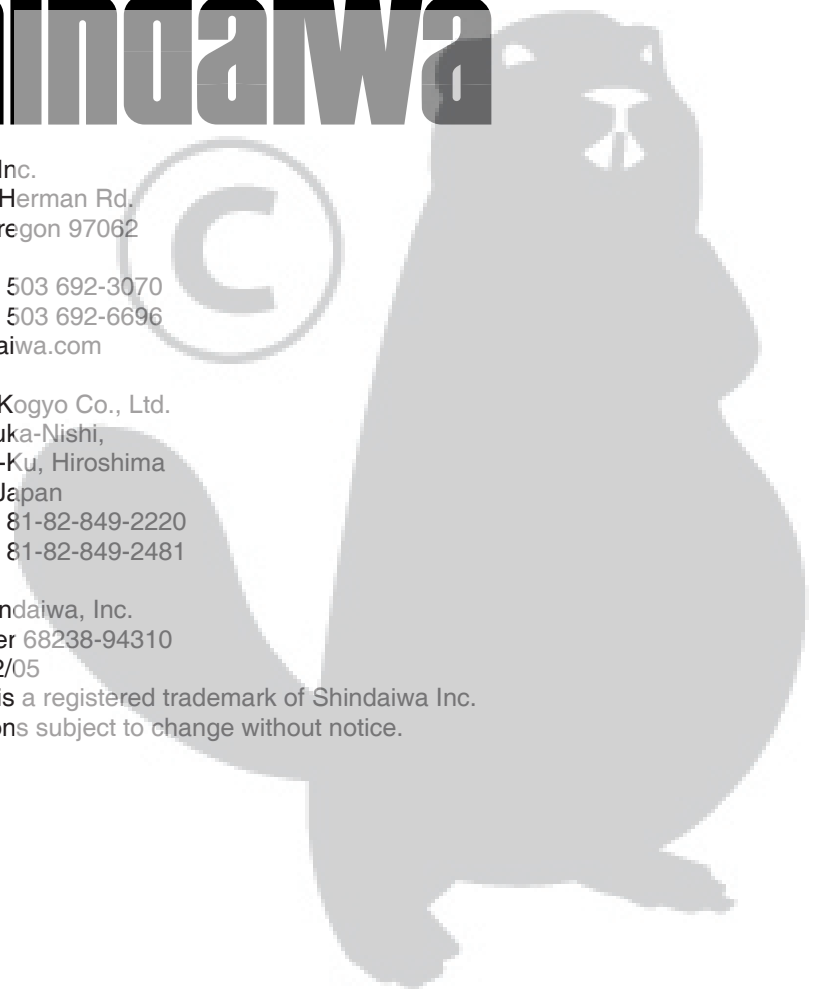 indaiwa
Inc.
Herman Rd.
regon 97062
503 692-3070
503 692-6696
aiwa.com
Kogyo Co., Ltd.
uka-Nishi,
-Ku, Hiroshima
Japan
81-82-849-2220
81-82-849-2481
ndaiwa, Inc.
er 68238-94310
2/05
is a registered trademark of Shindaiwa Inc.
ons subject to change without notice.
©